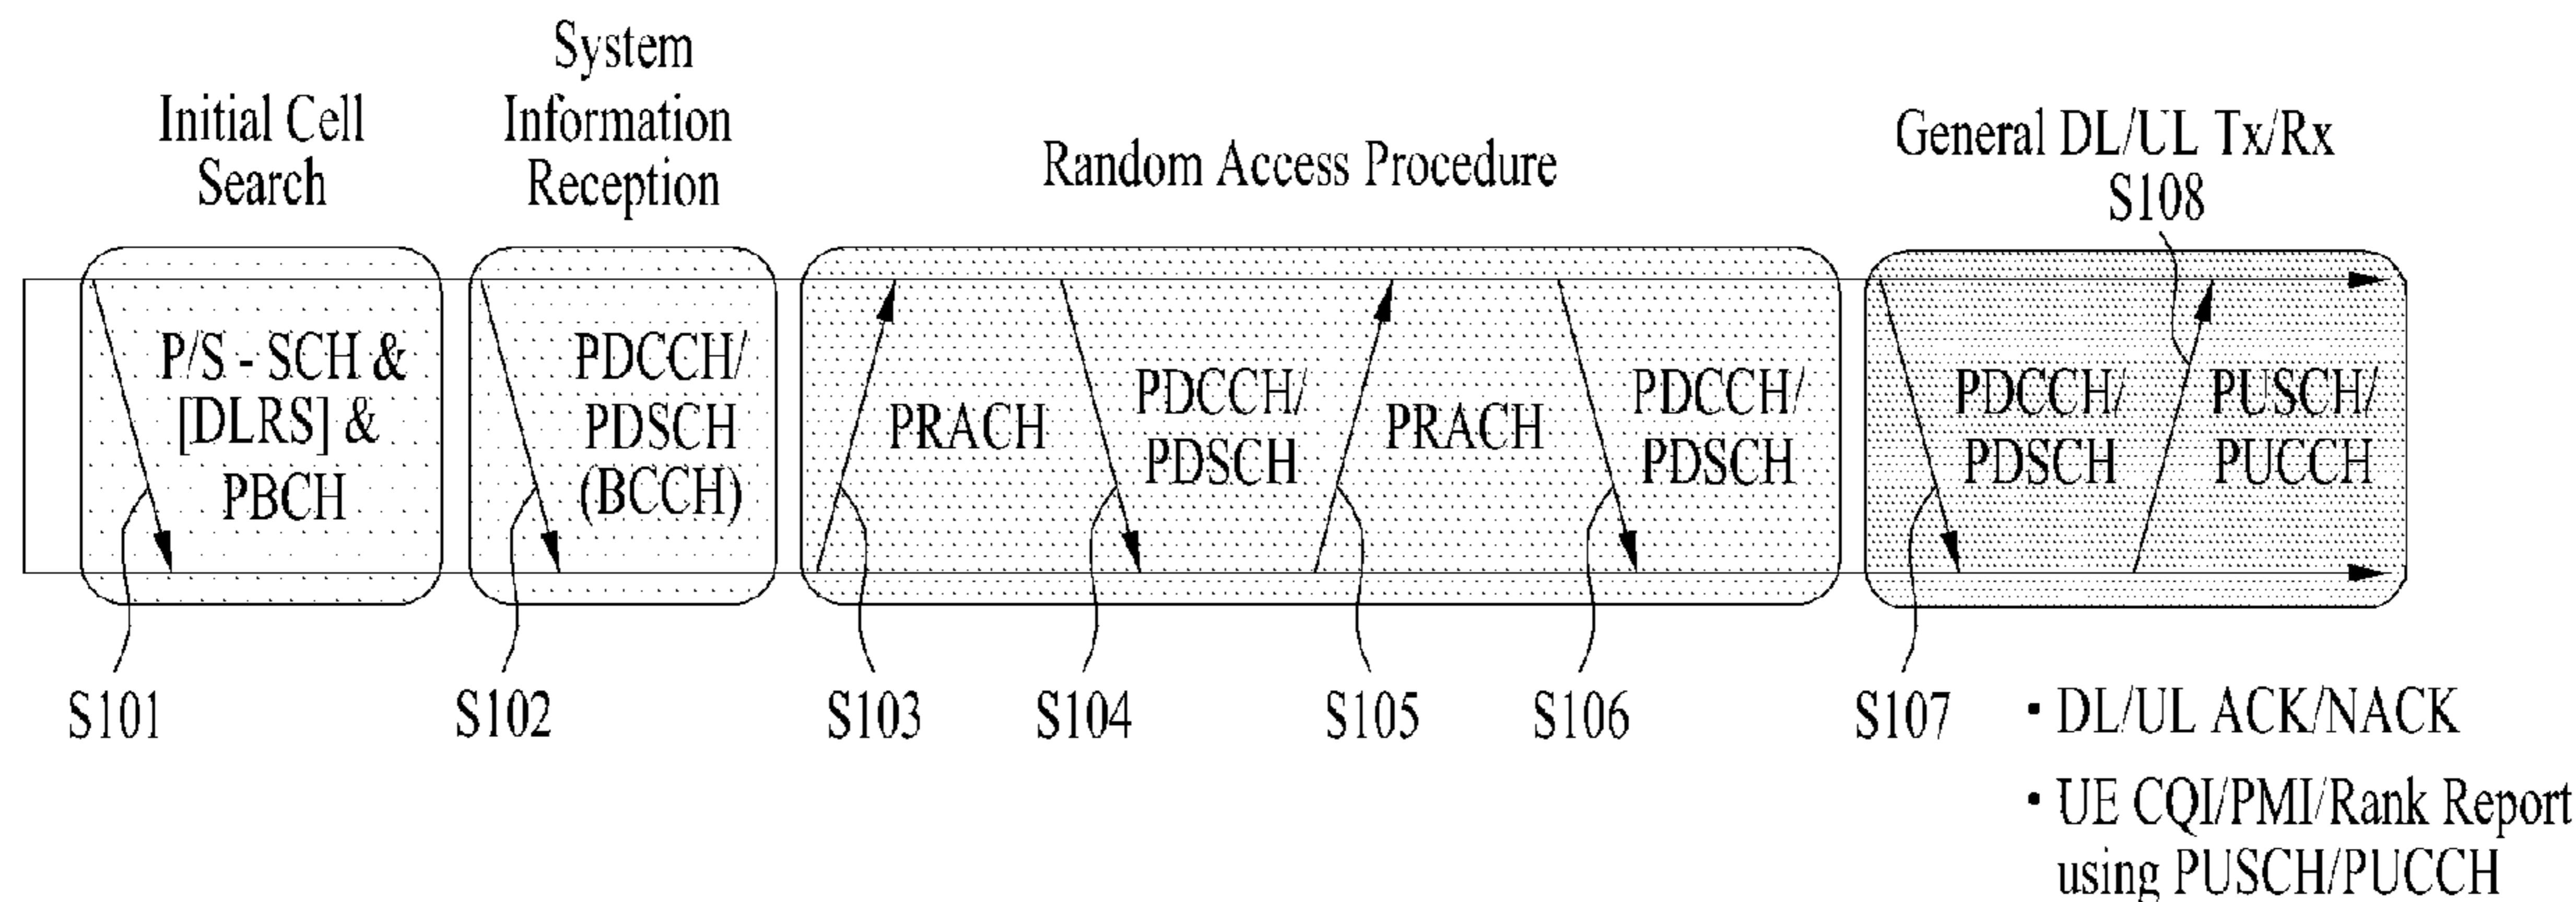 Initial Cell
Search
System
Information
Reception
Random Access Procedure
General DL/UL Tx/Rx
S108
P/S - SCH &
[DLRS] &
PBCH
PDCCH/
PDSCH
(BCCH)
PRACH
PDCCH/
PDSCH
PRACH
PDCCH/
PDSCH
PDCCH/
PDSCH
PUSCH/
PUCCH
S101
S102
S103
S104
S105
S106
S107
• DL/UL ACK/NACK
• UE CQI/PMI/Rank Report
using PUSCH/PUCCH